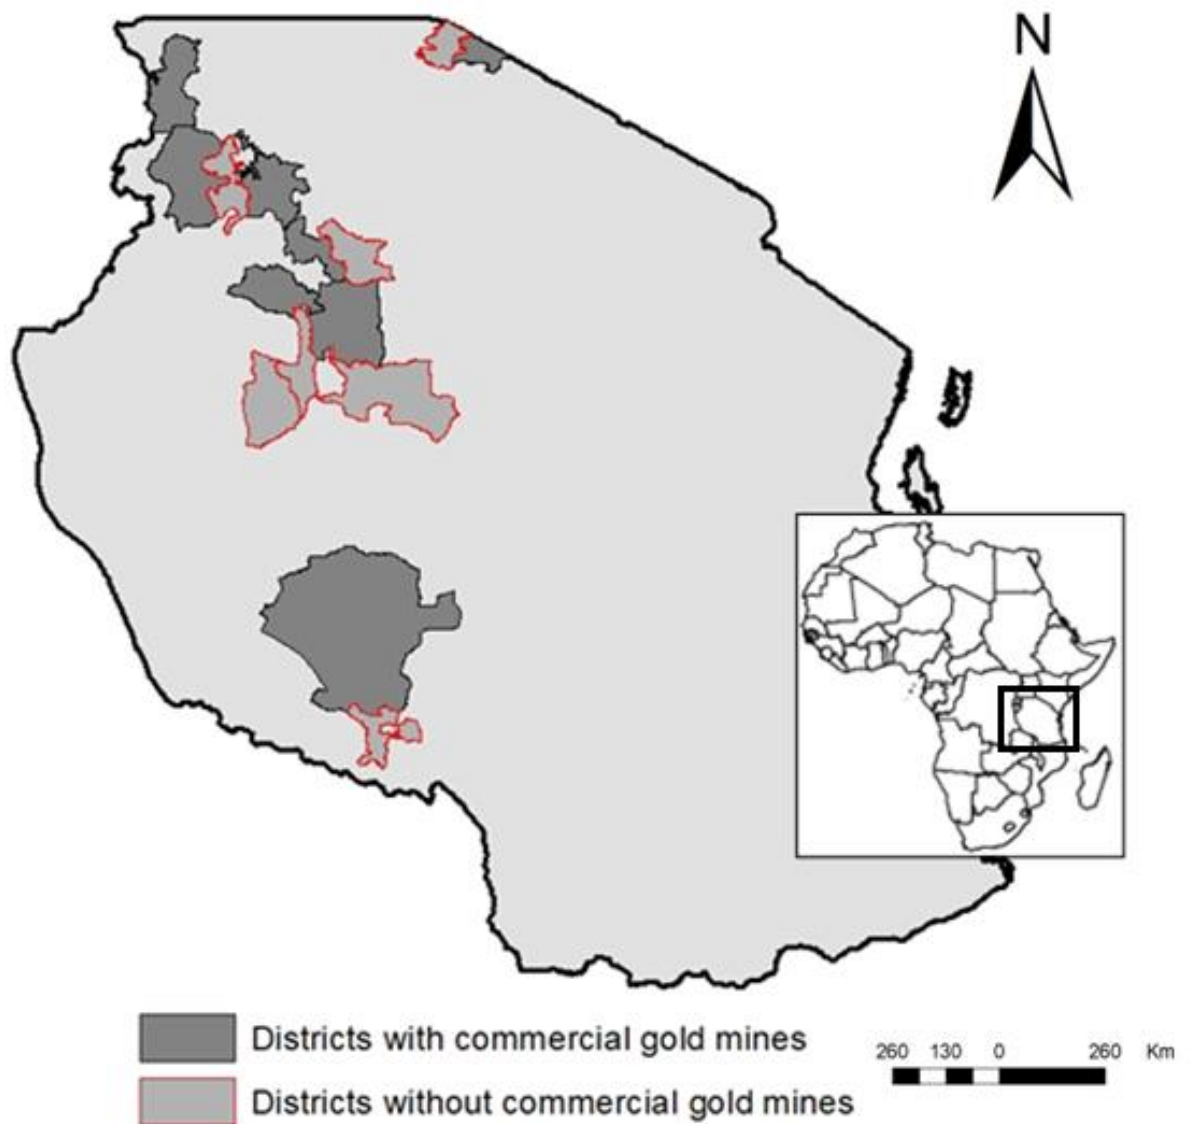 N
Districts with commercial gold mines
260 130 0 260 Km
Districts without commercial gold mines